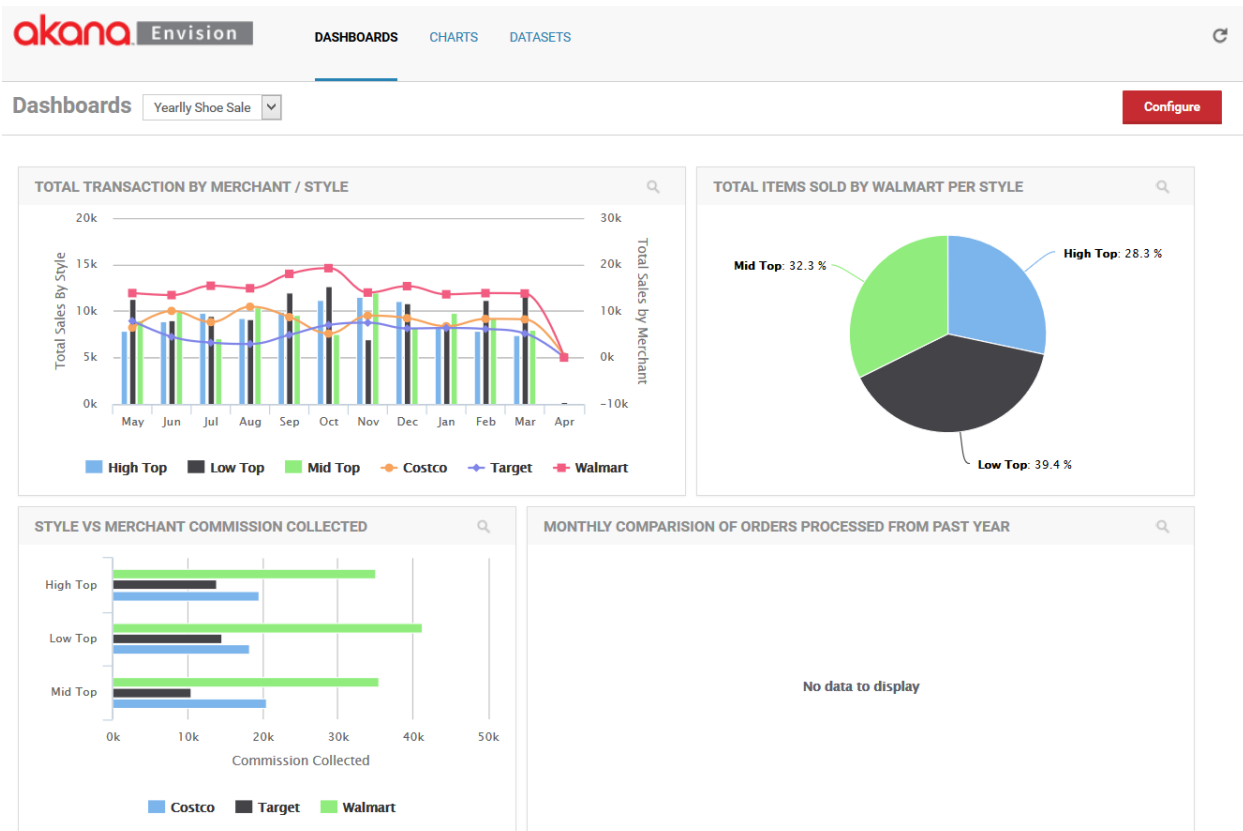 akana Envision
DASHBOARDS CHARTS DATASETS
Dashboards Yearlly Shoe Sale
Configure
TOTAL TRANSACTION BY MERCHANT / STYLE
20k
15k
10k
5k
0k
Total Sales By Style
30k
20k
10k
0k
-10k
Total Sales by Merchant
May Jun Jul Aug Sep Oct Nov Dec Jan Feb Mar Apr
High Top Low Top Mid Top Costco Target Walmart
TOTAL ITEMS SOLD BY WALMART PER STYLE
High Top: 28.3 %
Mid Top: 32.3 %
Low Top: 39.4 %
STYLE VS MERCHANT COMMISSION COLLECTED
High Top
Low Top
Mid Top
0k 10k 20k 30k 40k 50k
Commission Collected
Costco Target Walmart
MONTHLY COMPARISION OF ORDERS PROCESSED FROM PAST YEAR
No data to display